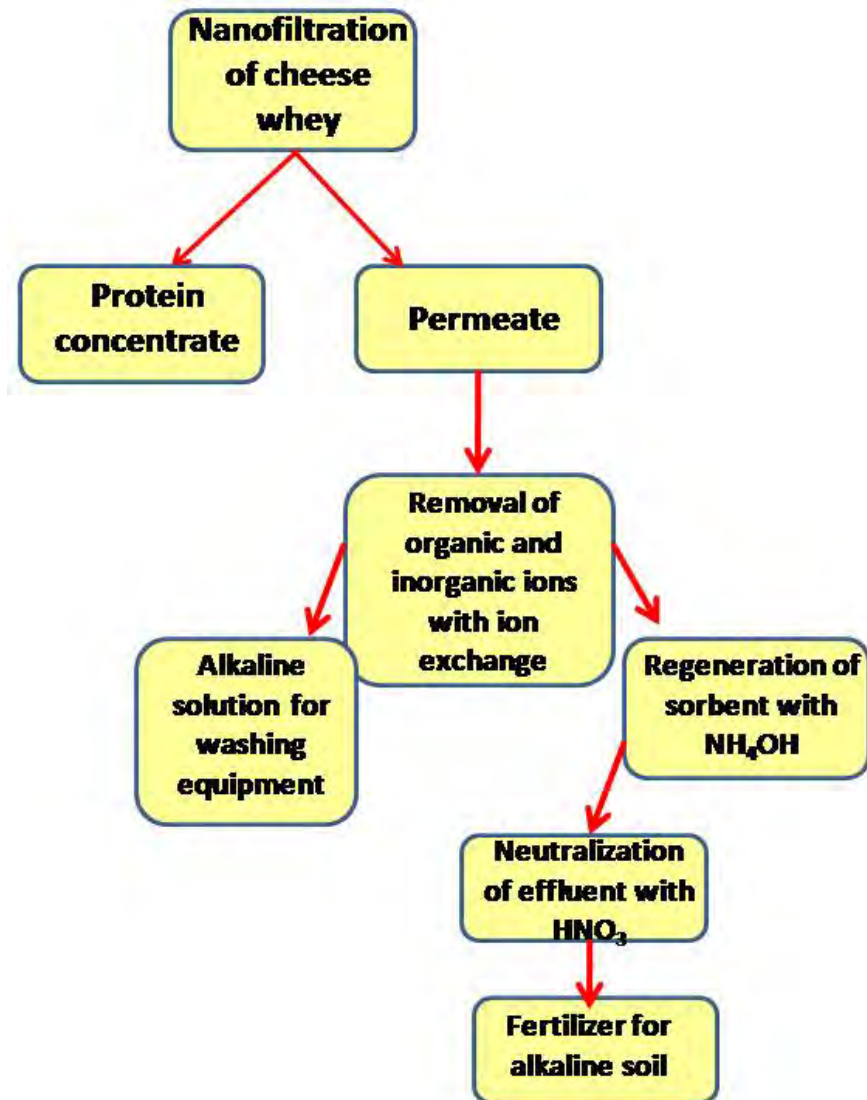 Nanofiltration
of cheese
whey
Protein
concentrate
Permeate
Removal of
organic and
inorganic ions
with ion
exchange
Alkaline
solution for
washing
equipment
Regeneration of
sorbent with
NH₄OH
Neutralization
of effluent with
HNO₃
Fertilizer for
alkaline soil